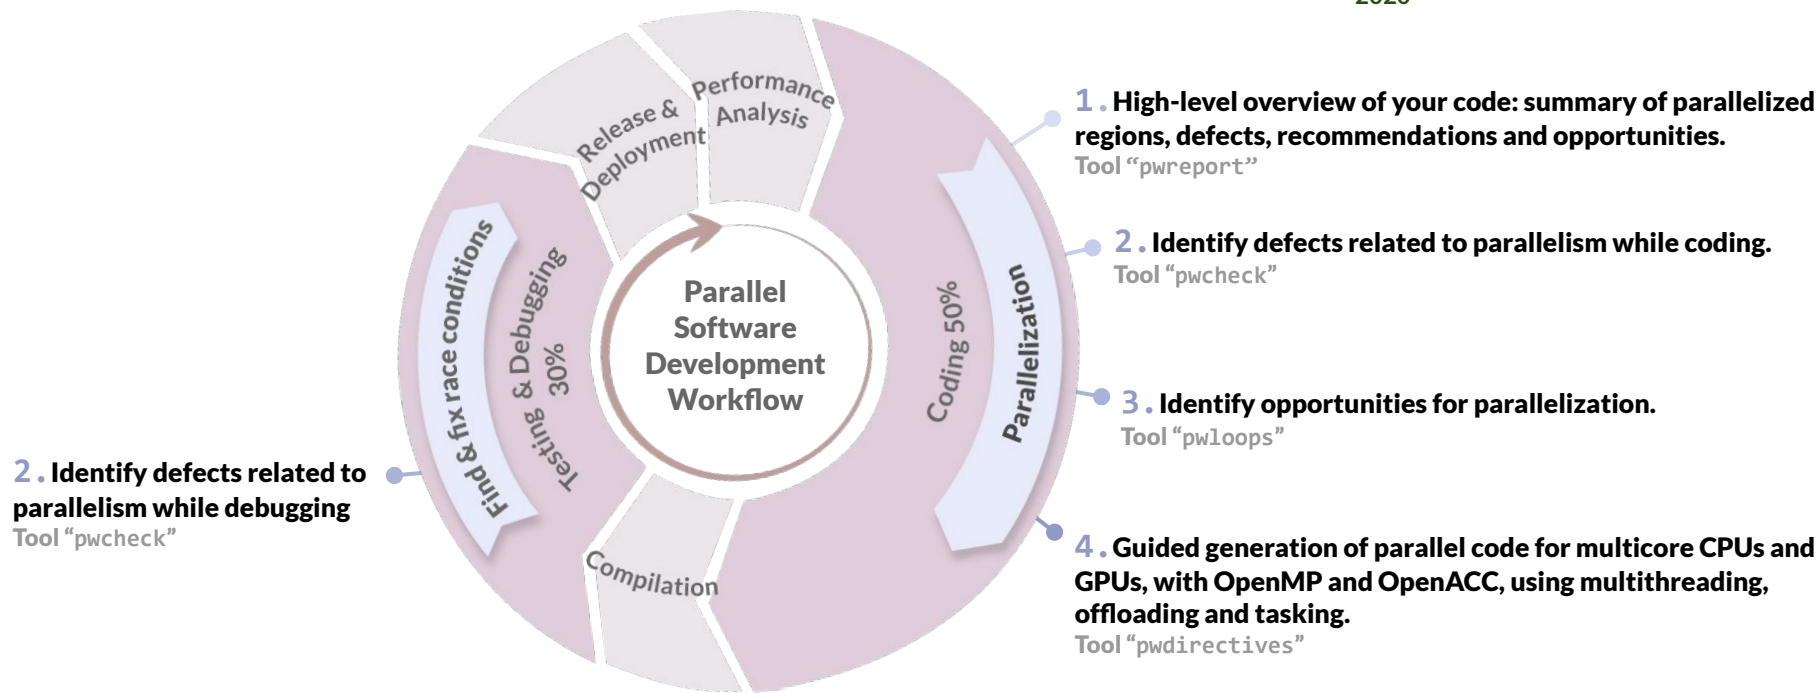 Performance
Analysis
Release &
Deployment
Parallel
Software
Development
Workflow
Coding 50%
Parallelization
Find & fix race conditions
Testing & Debugging
30%
Compilation
1. High-level overview of your code: summary of parallelized
regions, defects, recommendations and opportunities.
Tool “pwreport”
2. Identify defects related to parallelism while coding.
Tool “pwcheck”
3. Identify opportunities for parallelization.
Tool “pwloops”
2. Identify defects related to
parallelism while debugging
Tool “pwcheck”
4. Guided generation of parallel code for multicore CPUs and
GPUs, with OpenMP and OpenACC, using multithreading,
offloading and tasking.
Tool “pwdirectives”